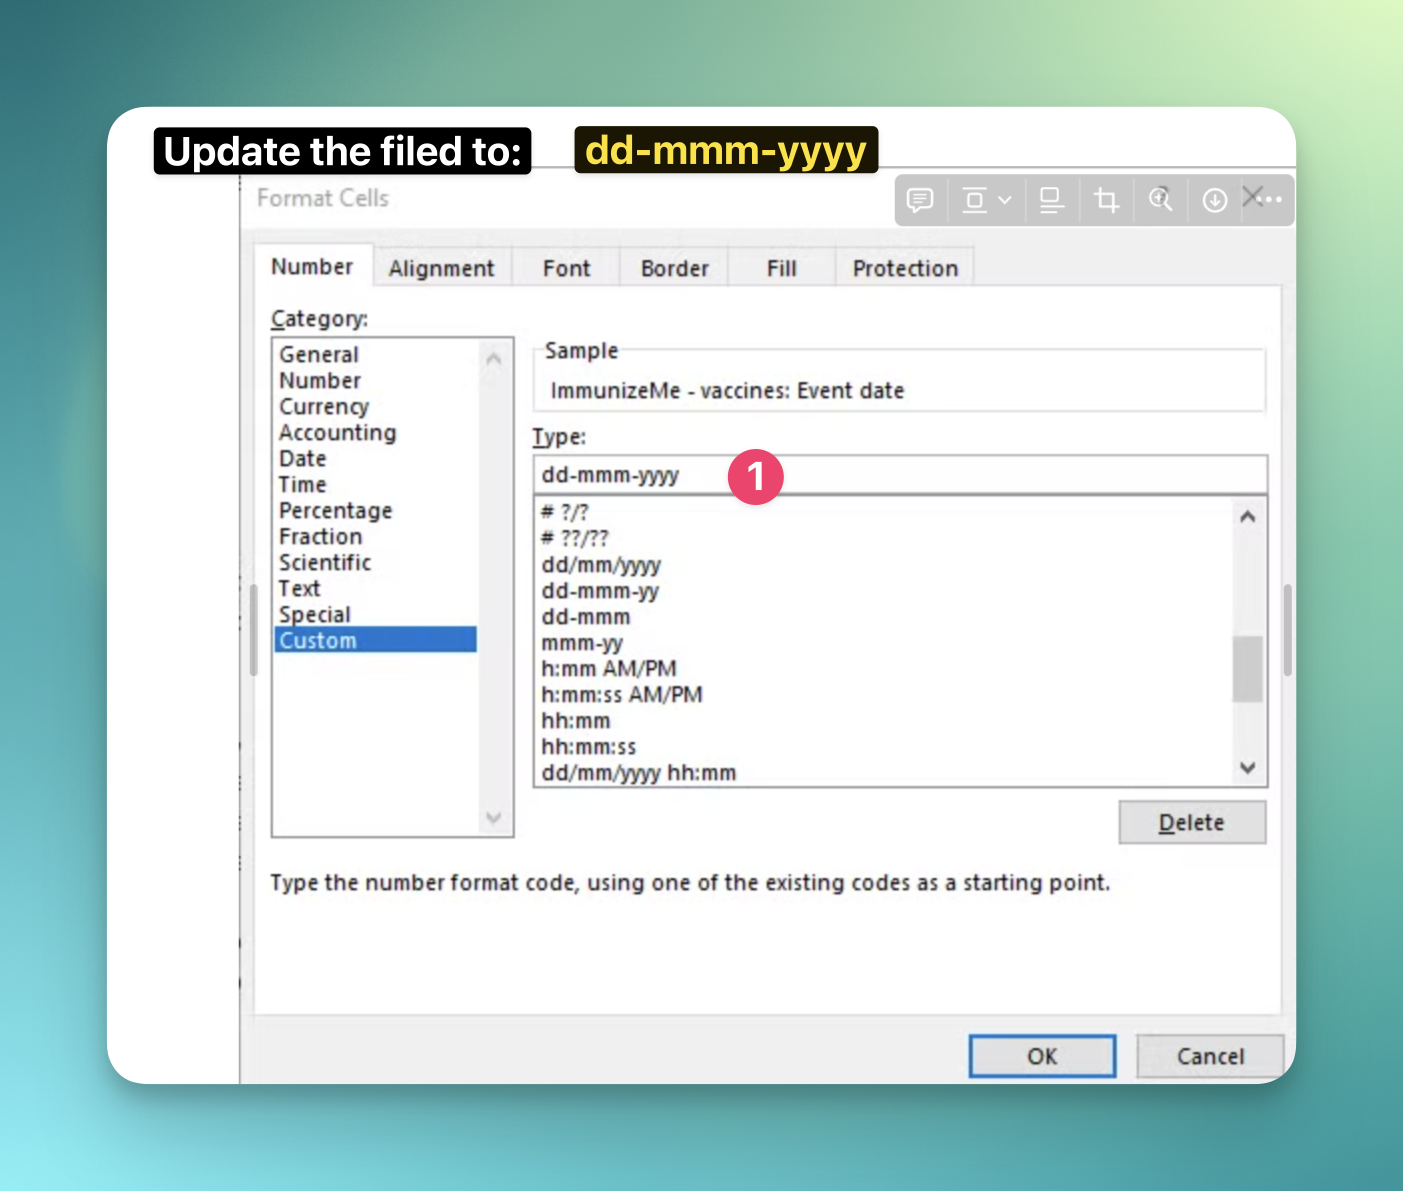 Update the filed to: dd-mmm-yyyy
Format Cells
Number Alignment Font Border Fill Protection
Category:
General
Number
Currency
Accounting
Date
Time
Percentage
Fraction
Scientific
Text
Special
Custom
Sample
ImmunizeMe - vaccines: Event date
Type:
dd-mmm-yyyy 1
# ?/?
# ??/??
dd/mm/yyyy
dd-mmm-yy
dd-mmm
mmm-yy
h:mm AM/PM
h:mm:ss AM/PM
hh:mm
hh:mm:ss
dd/mm/yyyy hh:mm
Delete
Type the number format code, using one of the existing codes as a starting point.
OK Cancel